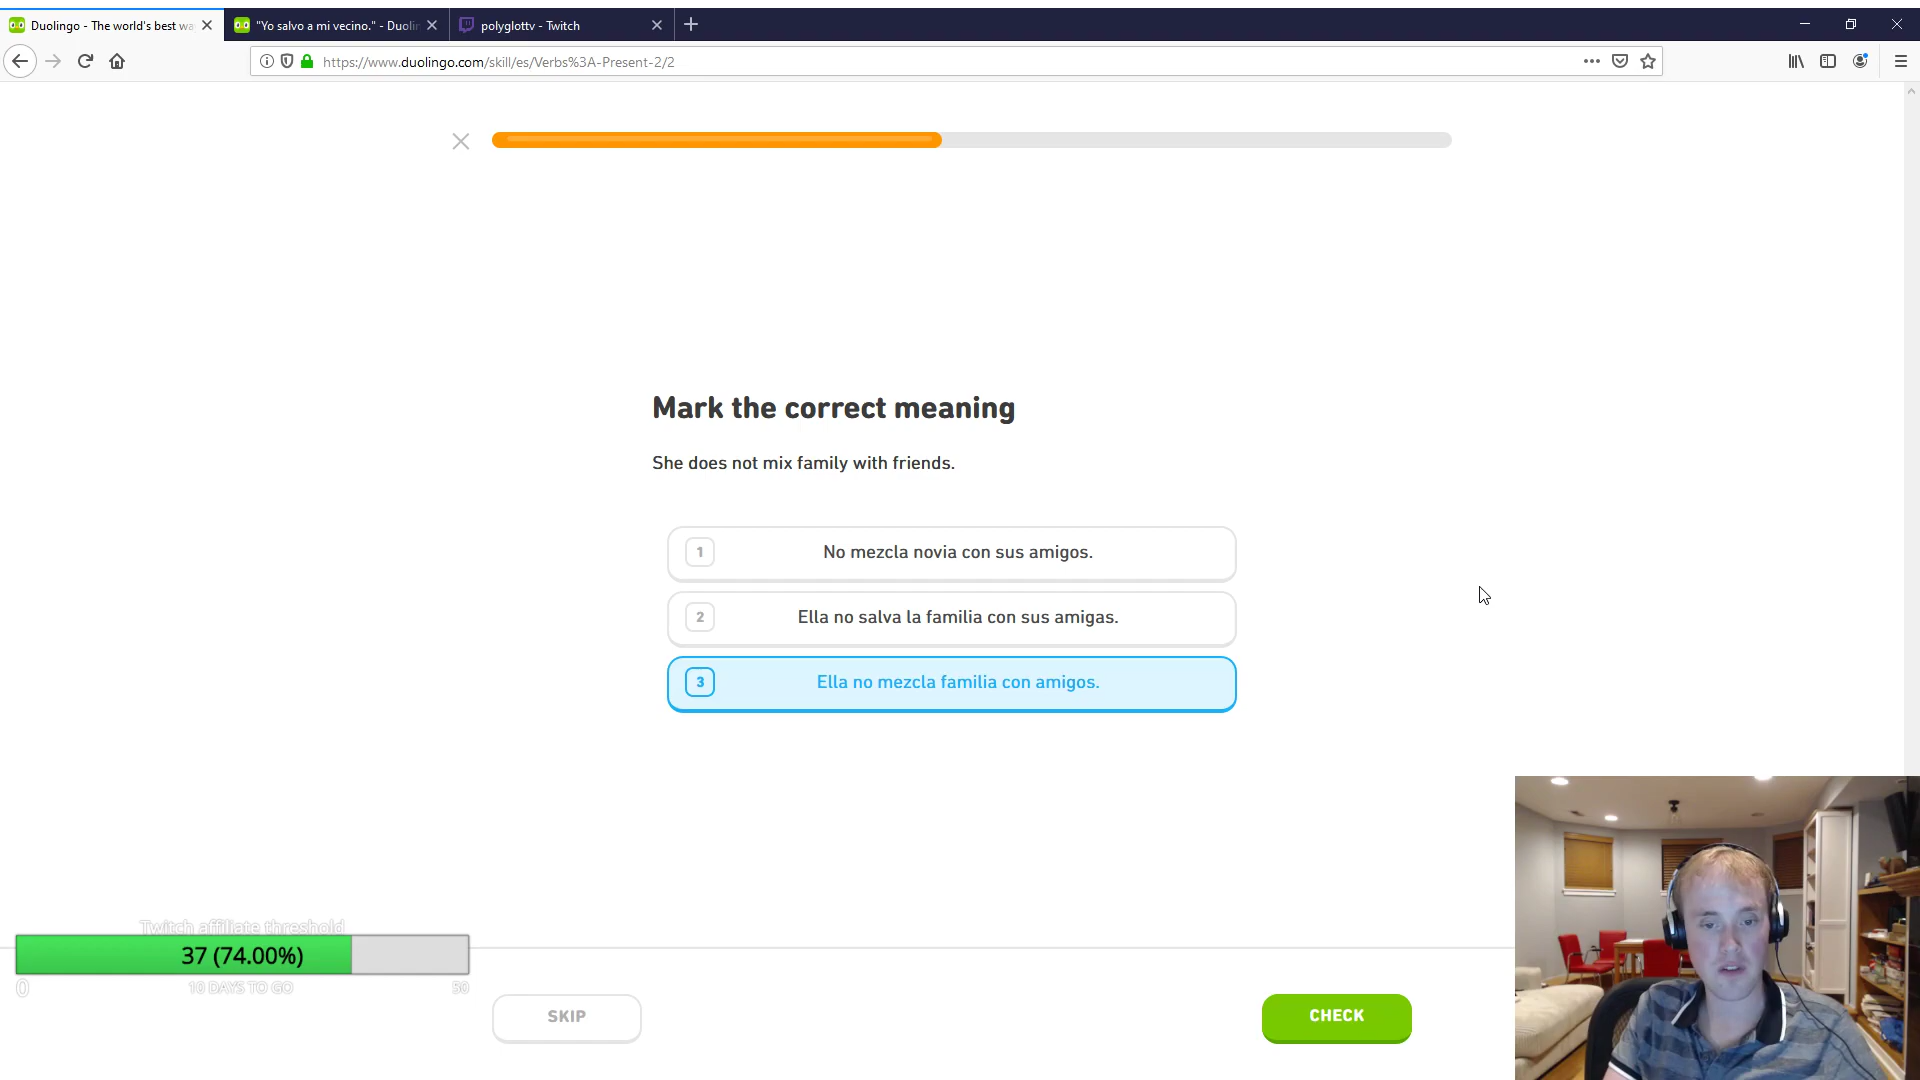 Duolingo - The world's best wa
"Yo salvo a mi vecino." - Duolin
polyglottv - Twitch
https://www.duolingo.com/skill/es/Verbs%3A-Present-2/2
Mark the correct meaning
She does not mix family with friends.
1 No mezcla novia con sus amigos.
2 Ella no salva la familia con sus amigas.
3 Ella no mezcla familia con amigos.
Twitch affiliate threshold
37 (74.00%)
0 10 DAYS TO GO 50
SKIP
CHECK